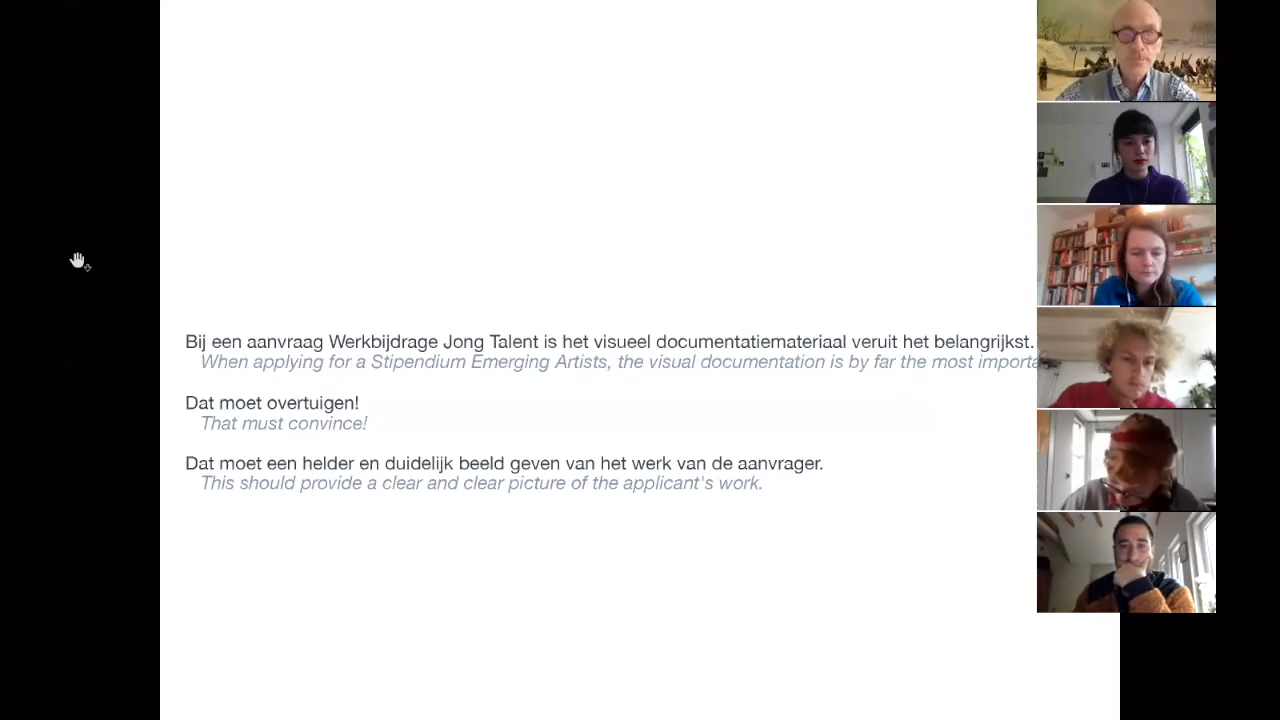 Bij een aanvraag Werkbijdrage Jong Talent is het visueel documentatiemateriaal veruit het belangrijkst.
When applying for a Stipendium Emerging Artists, the visual documentation is by far the most
Dat moet overtuigen!
That must convince!
Dat moet een helder en duidelijk beeld geven van het werk van de aanvrager.
This should provide a clear and clear picture of the applicant's work.